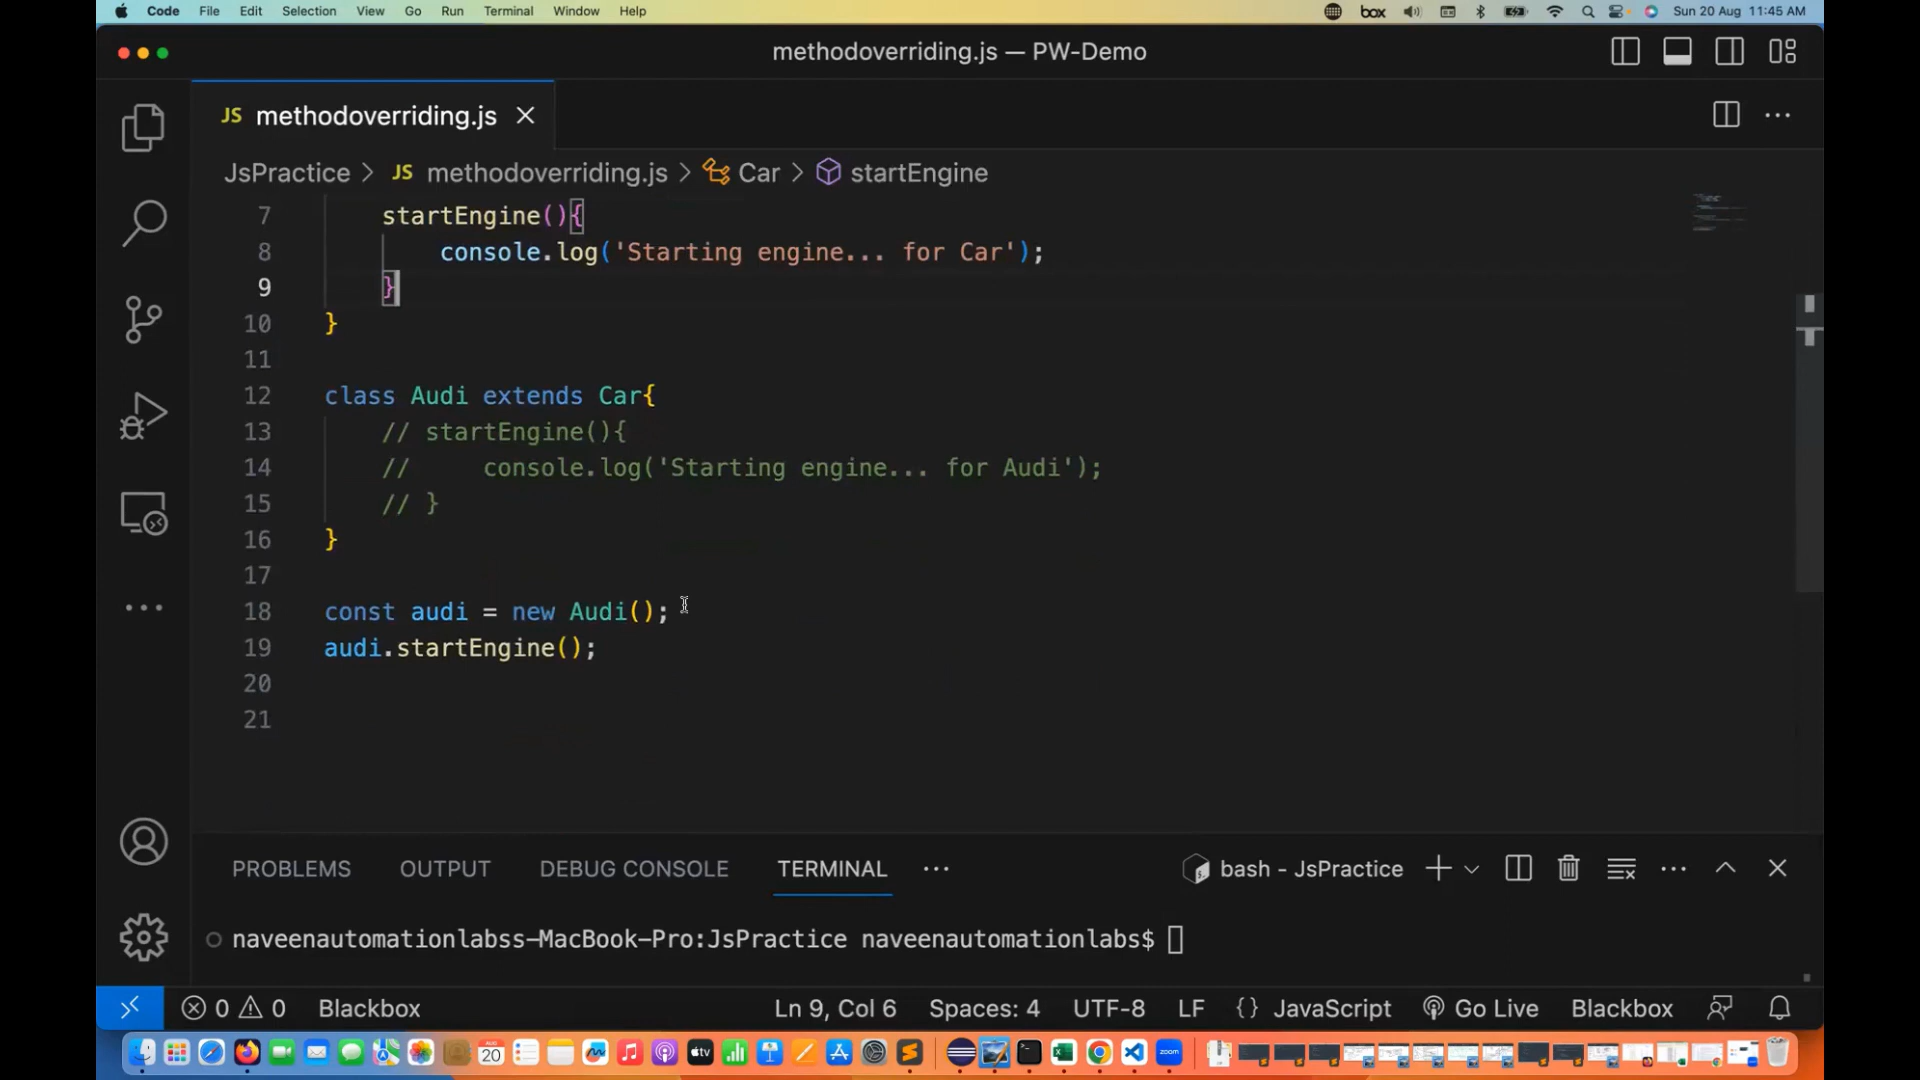 Code File Edit Selection View Go Run Terminal Window Help box Sun 20 Aug 11:45 AM
methodoverriding.js — PW-Demo
JS methodoverriding.js
JsPractice > JS methodoverriding.js > Car > startEngine
7 startEngine(){
8 console.log('Starting engine... for Car');
9 }
10 }
11
12 class Audi extends Car{
13 // startEngine(){
14 // console.log('Starting engine... for Audi');
15 // }
16 }
17
18 const audi = new Audi();
19 audi.startEngine();
20
21
PROBLEMS OUTPUT DEBUG CONSOLE TERMINAL ··· bash - JsPractice
naveenautomationlabss-MacBook-Pro:JsPractice naveenautomationlabs$
0 0 Blackbox Ln 9, Col 6 Spaces: 4 UTF-8 LF {} JavaScript Go Live Blackbox
AUG 20 tv zoom